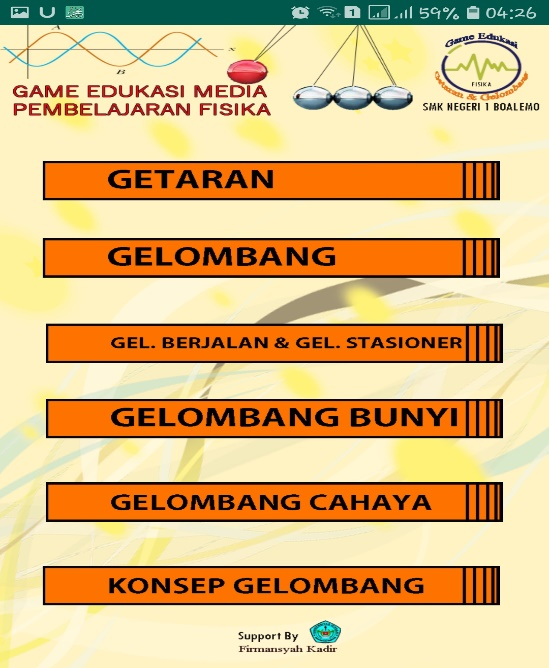 59% 04:26
x
B
GAME EDUKASI MEDIA
PEMBELAJARAN FISIKA
Game Edukasi
FISIKA
Getaran & Gelombang
SMK NEGERI 1 BOALEMO
GETARAN
GELOMBANG
GEL. BERJALAN & GEL. STASIONER
GELOMBANG BUNYI
GELOMBANG CAHAYA
KONSEP GELOMBANG
Support By
Firmansyah Kadir